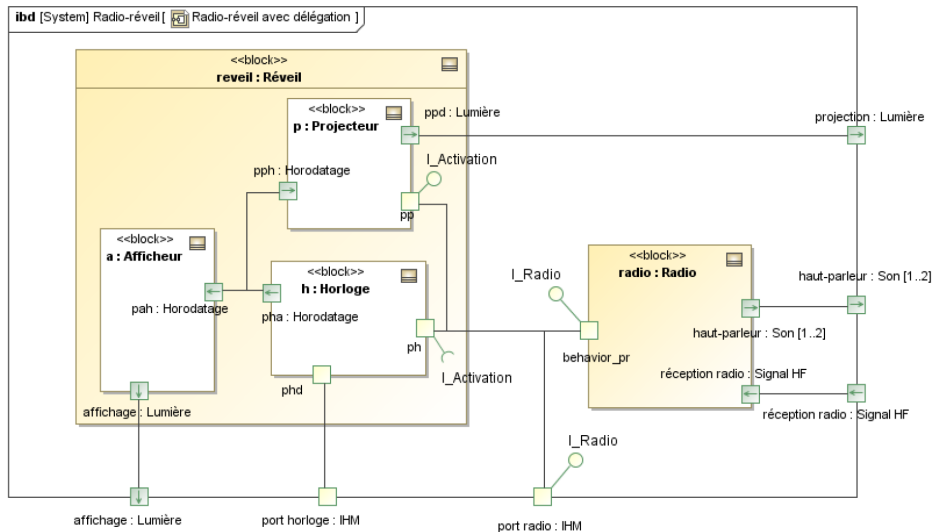 ibd [System] Radio-réveil [ Radio-réveil avec délégation ]
<<block>>
reveil : Réveil
<<block>>
p : Projecteur
ppd : Lumière
projection : Lumière
I_Activation
pph : Horodatage
pp
<<block>>
a : Afficheur
<<block>>
h : Horloge
<<block>>
radio : Radio
I_Radio
haut-parleur : Son [1..2]
pah : Horodatage
pha : Horodatage
haut-parleur : Son [1..2]
ph
behavior_pr
I_Activation
réception radio : Signal HF
phd
affichage : Lumière
réception radio : Signal HF
I_Radio
affichage : Lumière
port horloge : IHM
port radio : IHM